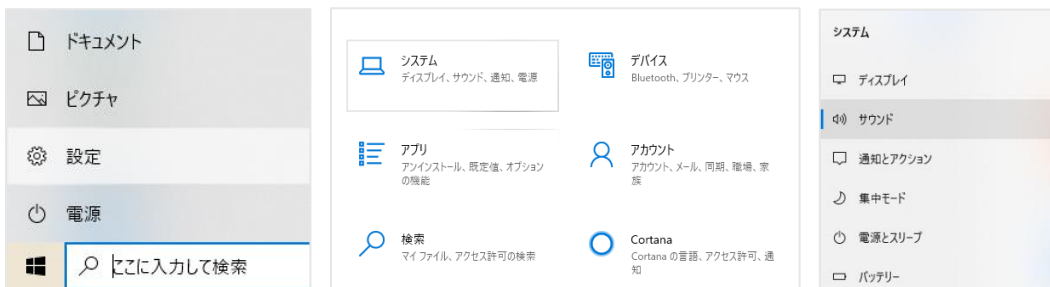 ドキュメント
ピクチャ
設定
電源
ここに入力して検索
システム
ディスプレイ、サウンド、通知、電源
デバイス
Bluetooth、プリンター、マウス
アプリ
アンインストール、既定値、オプション
の機能
アカウント
アカウント、メール、同期、職場、家
族
検索
マイ ファイル、アクセス許可の検索
Cortana
Cortana の言語、アクセス許可、通
知
システム
ディスプレイ
サウンド
通知とアクション
集中モード
電源とスリープ
バッテリー